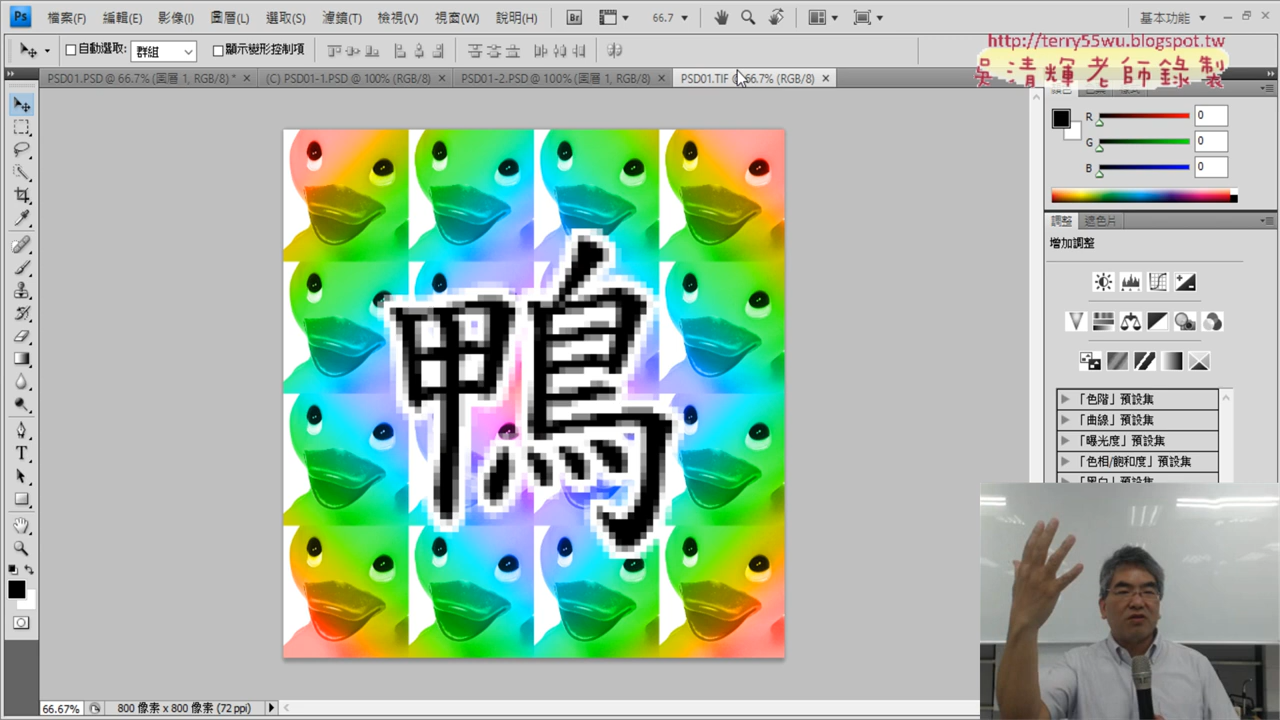 Ps 檔案(F) 編輯(E) 影像(I) 圖層(L) 選取(S) 濾鏡(T) 檢視(V) 視窗(W) 說明(H) Br 66.7 基本功能
自動選取: 群組 顯示變形控制項
http://terry55wu.blogspot.tw
吳清輝老師錄製
PSD01.PSD @ 66.7% (圖層 1, RGB/8) * (C) PSD01-1.PSD @ 100% (RGB/8) PSD01-2.PSD @ 100% (圖層 1, RGB/8) PSD01.TIF @ 66.7% (RGB/8)
R 0
G 0
B 0
調整 遮色片
增加調整
鴨
「色階」預設集
「曲線」預設集
「曝光度」預設集
「色相/飽和度」預設集
「黑白」預設集
66.67% 800 像素 x 800 像素 (72 ppi)